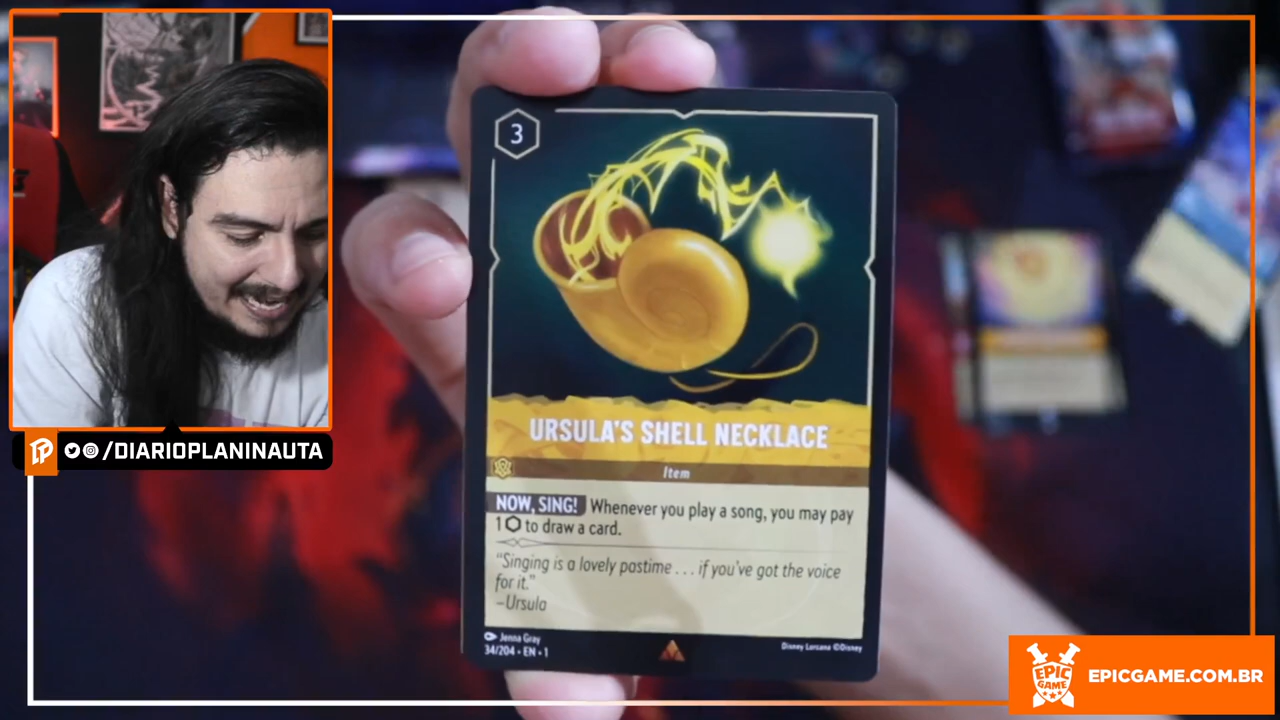 3
URSULA'S SHELL NECKLACE
Item
NOW, SING! Whenever you play a song, you may pay
1 ⬡ to draw a card.
"Singing is a lovely pastime . . . if you've got the voice
for it."
–Ursula
Jenna Gray
34/204 • EN • 1
Disney Lorcana ©Disney
/DIARIOPLANINAUTA
EPIC
GAME
EPICGAME.COM.BR